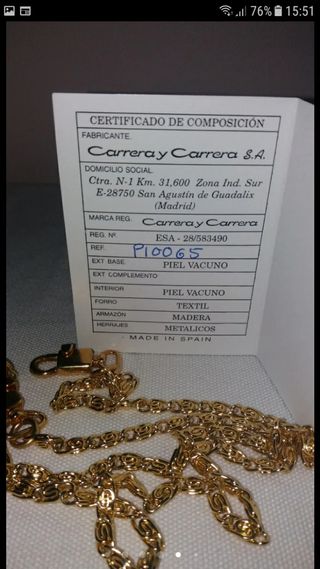 76% 15:51
CERTIFICADO DE COMPOSICIÓN
FABRICANTE.
Carrera y Carrera S.A.
DOMICILIO SOCIAL.
Ctra. N-1 Km. 31,600 Zona Ind. Sur
E-28750 San Agustín de Guadalix
(Madrid)
MARCA REG. Carrera y Carrera
REG. Nº. ESA - 28/583490
REF. P10065
EXT BASE PIEL VACUNO
EXT COMPLEMENTO
INTERIOR PIEL VACUNO
FORRO TEXTIL
ARMAZÓN MADERA
HERRAJES METALICOS
MADE IN SPAIN